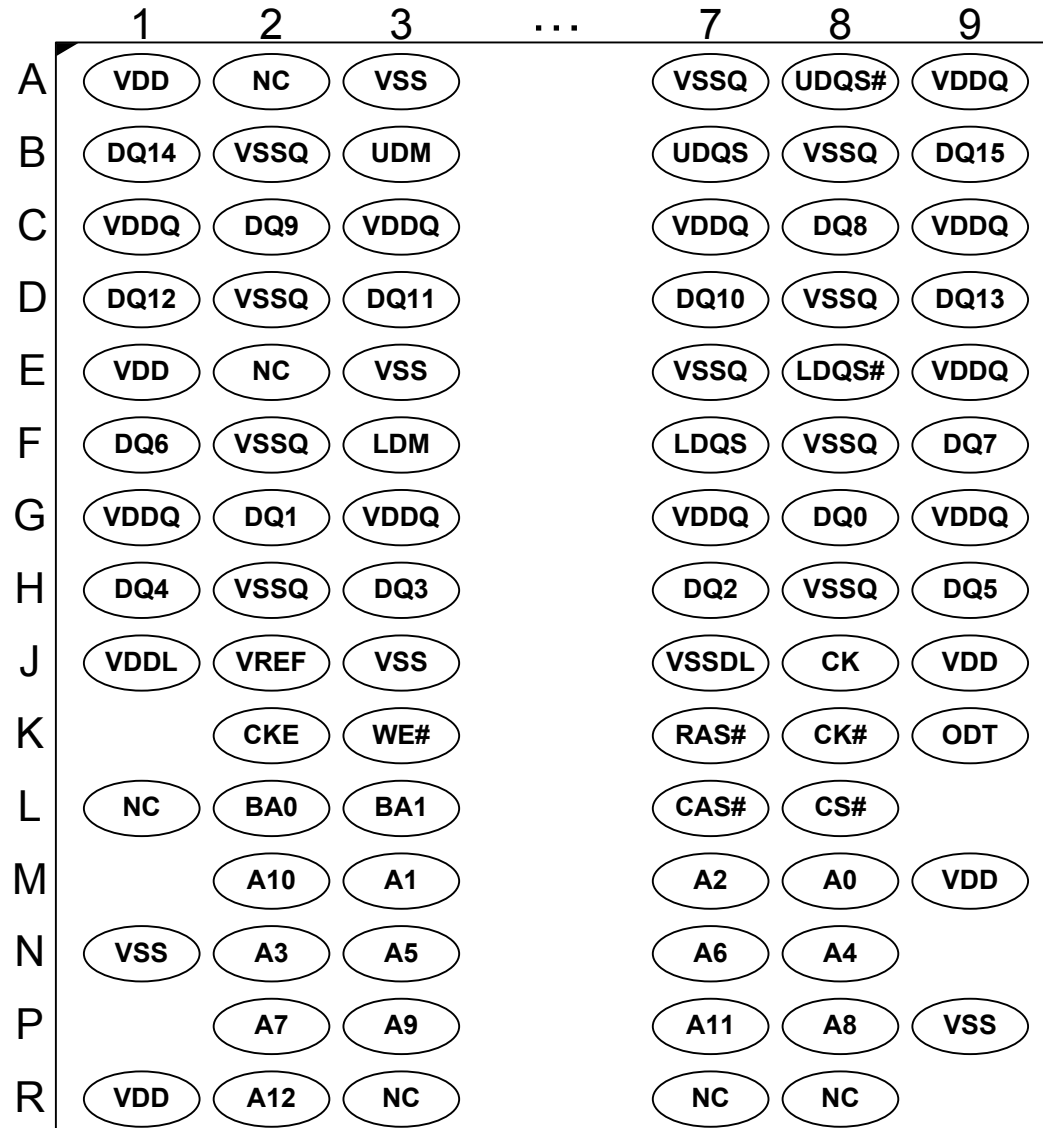 1 2 3 ... 7 8 9
A VDD NC VSS VSSQ UDQS# VDDQ
B DQ14 VSSQ UDM UDQS VSSQ DQ15
C VDDQ DQ9 VDDQ VDDQ DQ8 VDDQ
D DQ12 VSSQ DQ11 DQ10 VSSQ DQ13
E VDD NC VSS VSSQ LDQS# VDDQ
F DQ6 VSSQ LDM LDQS VSSQ DQ7
G VDDQ DQ1 VDDQ VDDQ DQ0 VDDQ
H DQ4 VSSQ DQ3 DQ2 VSSQ DQ5
J VDDL VREF VSS VSSDL CK VDD
K CKE WE# RAS# CK# ODT
L NC BA0 BA1 CAS# CS#
M A10 A1 A2 A0 VDD
N VSS A3 A5 A6 A4
P A7 A9 A11 A8 VSS
R VDD A12 NC NC NC